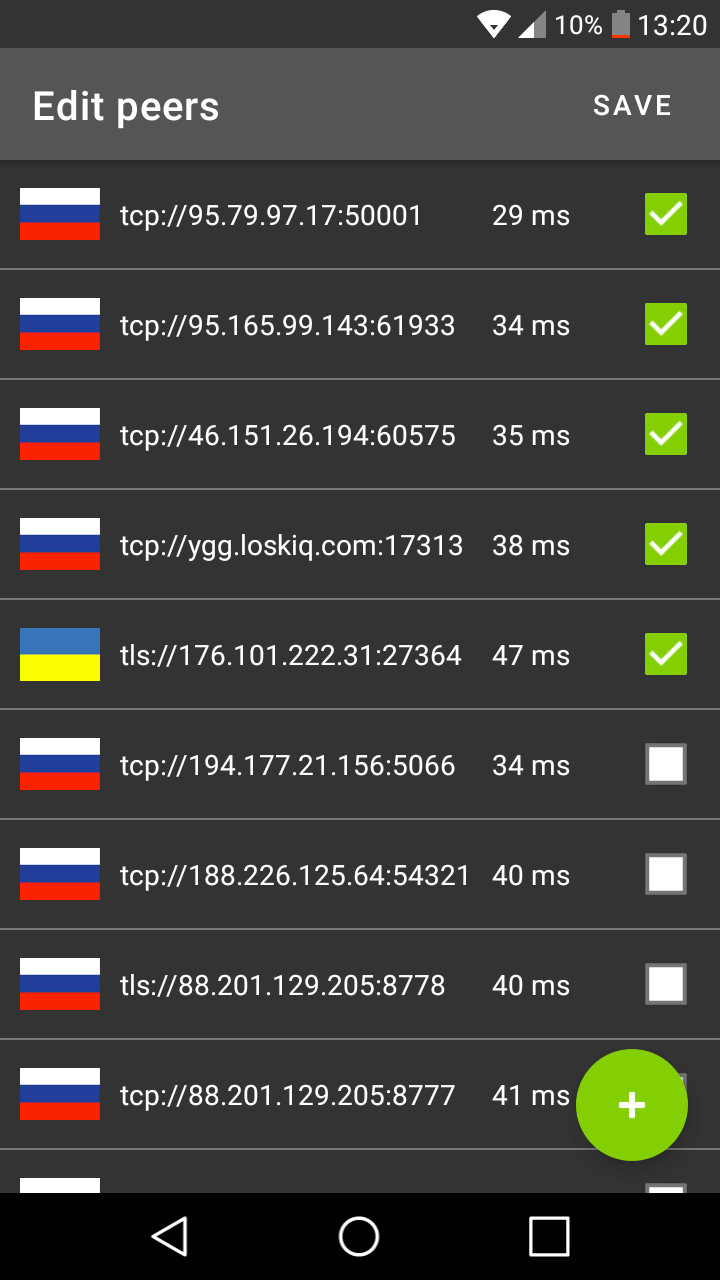 10% 13:20
Edit peers SAVE
tcp://95.79.97.17:50001 29 ms
tcp://95.165.99.143:61933 34 ms
tcp://46.151.26.194:60575 35 ms
tcp://ygg.loskiq.com:17313 38 ms
tls://176.101.222.31:27364 47 ms
tcp://194.177.21.156:5066 34 ms
tcp://188.226.125.64:54321 40 ms
tls://88.201.129.205:8778 40 ms
tcp://88.201.129.205:8777 41 ms